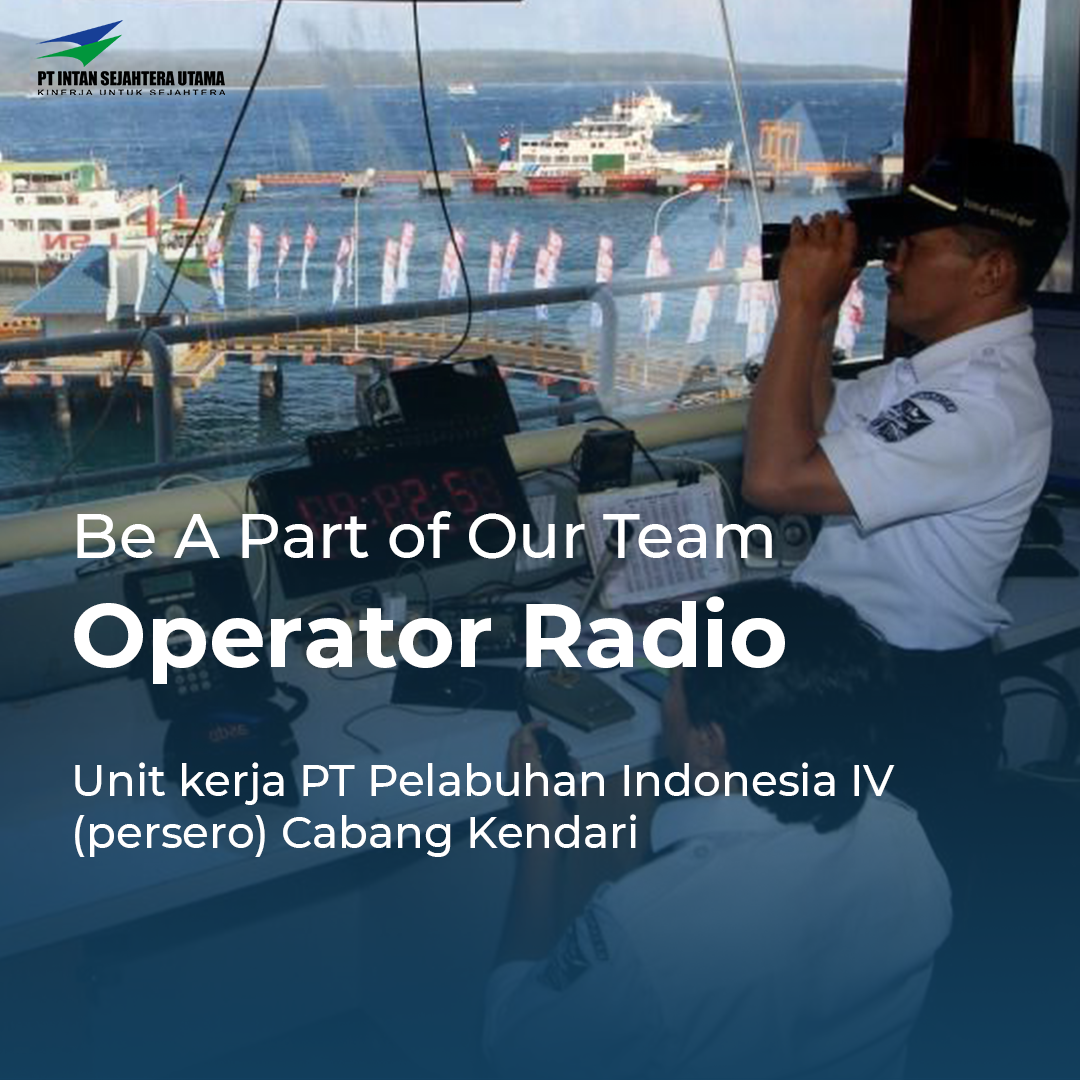 PT INTAN SEJAHTERA UTAMA
KINERJA UNTUK SEJAHTERA
Be A Part of Our Team
Operator Radio
Unit kerja PT Pelabuhan Indonesia IV
(persero) Cabang Kendari